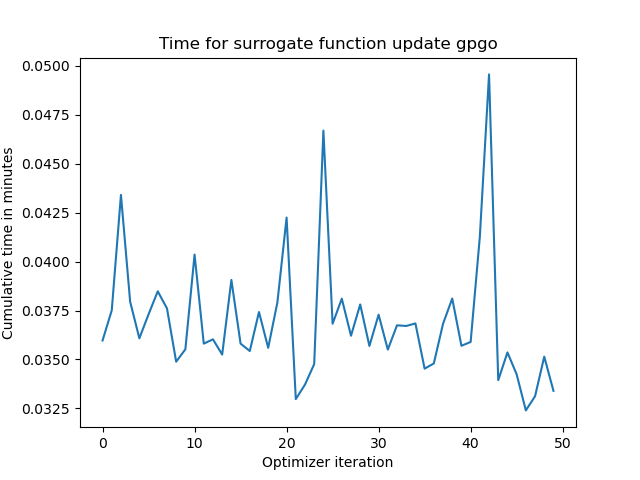 Time for surrogate function update gpgo
0.0500
0.0475
0.0450
0.0425
0.0400
0.0375
0.0350
0.0325
Cumulative time in minutes
0 10 20 30 40 50
Optimizer iteration